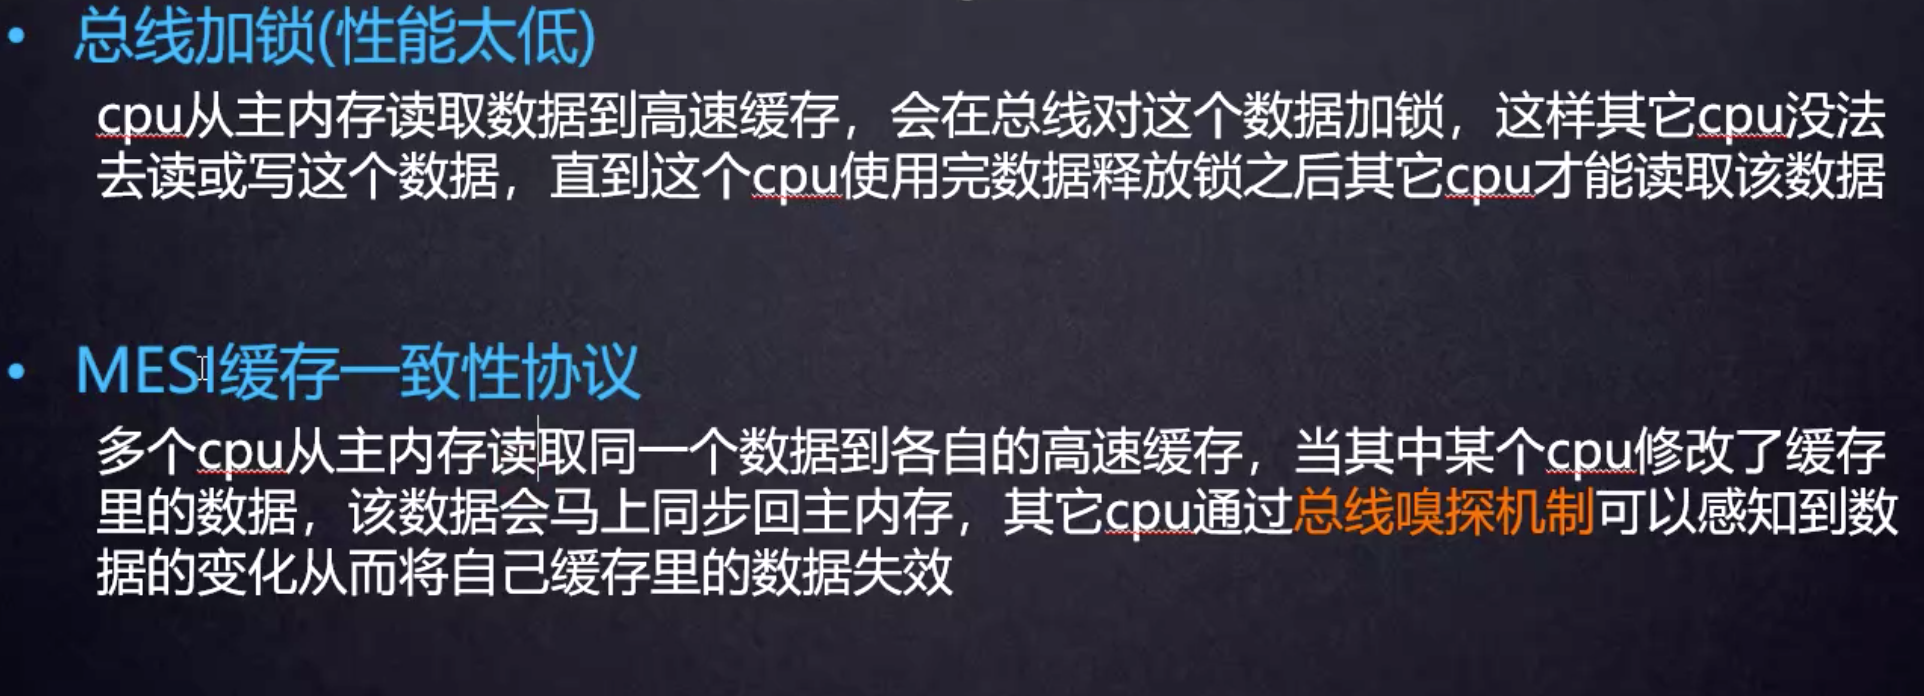 • 总线加锁(性能太低)
cpu从主内存读取数据到高速缓存，会在总线对这个数据加锁，这样其它cpu没法
去读或写这个数据，直到这个cpu使用完数据释放锁之后其它cpu才能读取该数据
• MESI缓存一致性协议
多个cpu从主内存读取同一个数据到各自的高速缓存，当其中某个cpu修改了缓存
里的数据，该数据会马上同步回主内存，其它cpu通过总线嗅探机制可以感知到数
据的变化从而将自己缓存里的数据失效